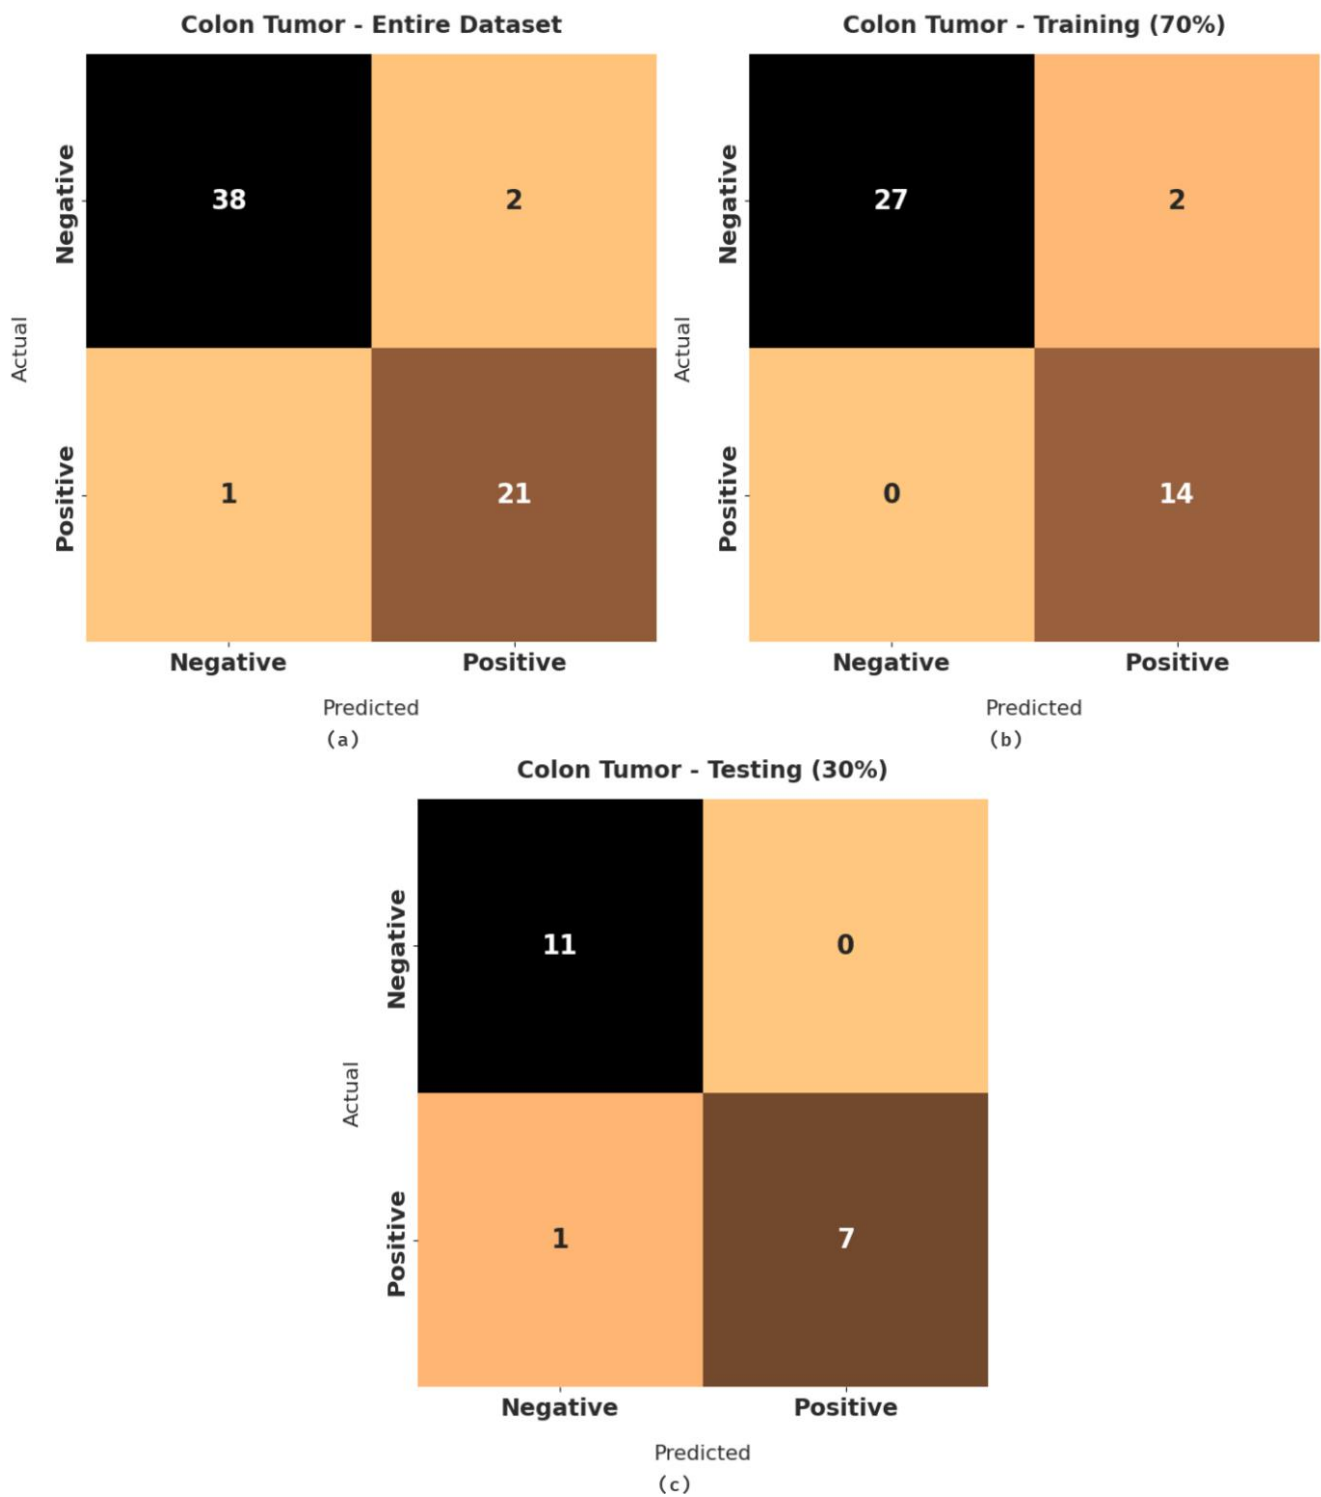 Colon Tumor - Entire Dataset
Negative
38
2
Actual
Positive
1
21
Negative Positive
Predicted
(a)
Colon Tumor - Training (70%)
Negative
27
2
Actual
Positive
0
14
Negative Positive
Predicted
(b)
Colon Tumor - Testing (30%)
Negative
11
0
Actual
Positive
1
7
Negative Positive
Predicted
(c)